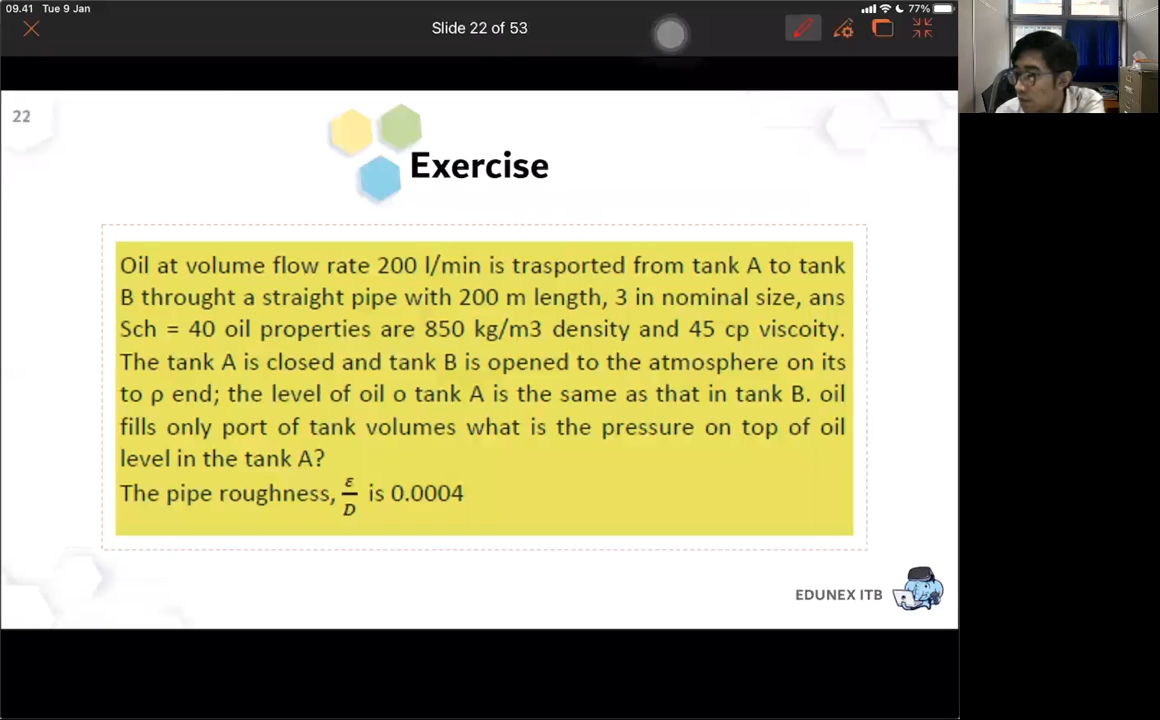 09.41 Tue 9 Jan
77%
Slide 22 of 53
22
Exercise
Oil at volume flow rate 200 l/min is trasported from tank A to tank
B throught a straight pipe with 200 m length, 3 in nominal size, ans
Sch = 40 oil properties are 850 kg/m3 density and 45 cp viscoity.
The tank A is closed and tank B is opened to the atmosphere on its
to ρ end; the level of oil o tank A is the same as that in tank B. oil
fills only port of tank volumes what is the pressure on top of oil
level in the tank A?
The pipe roughness, ε/D is 0.0004
EDUNEX ITB